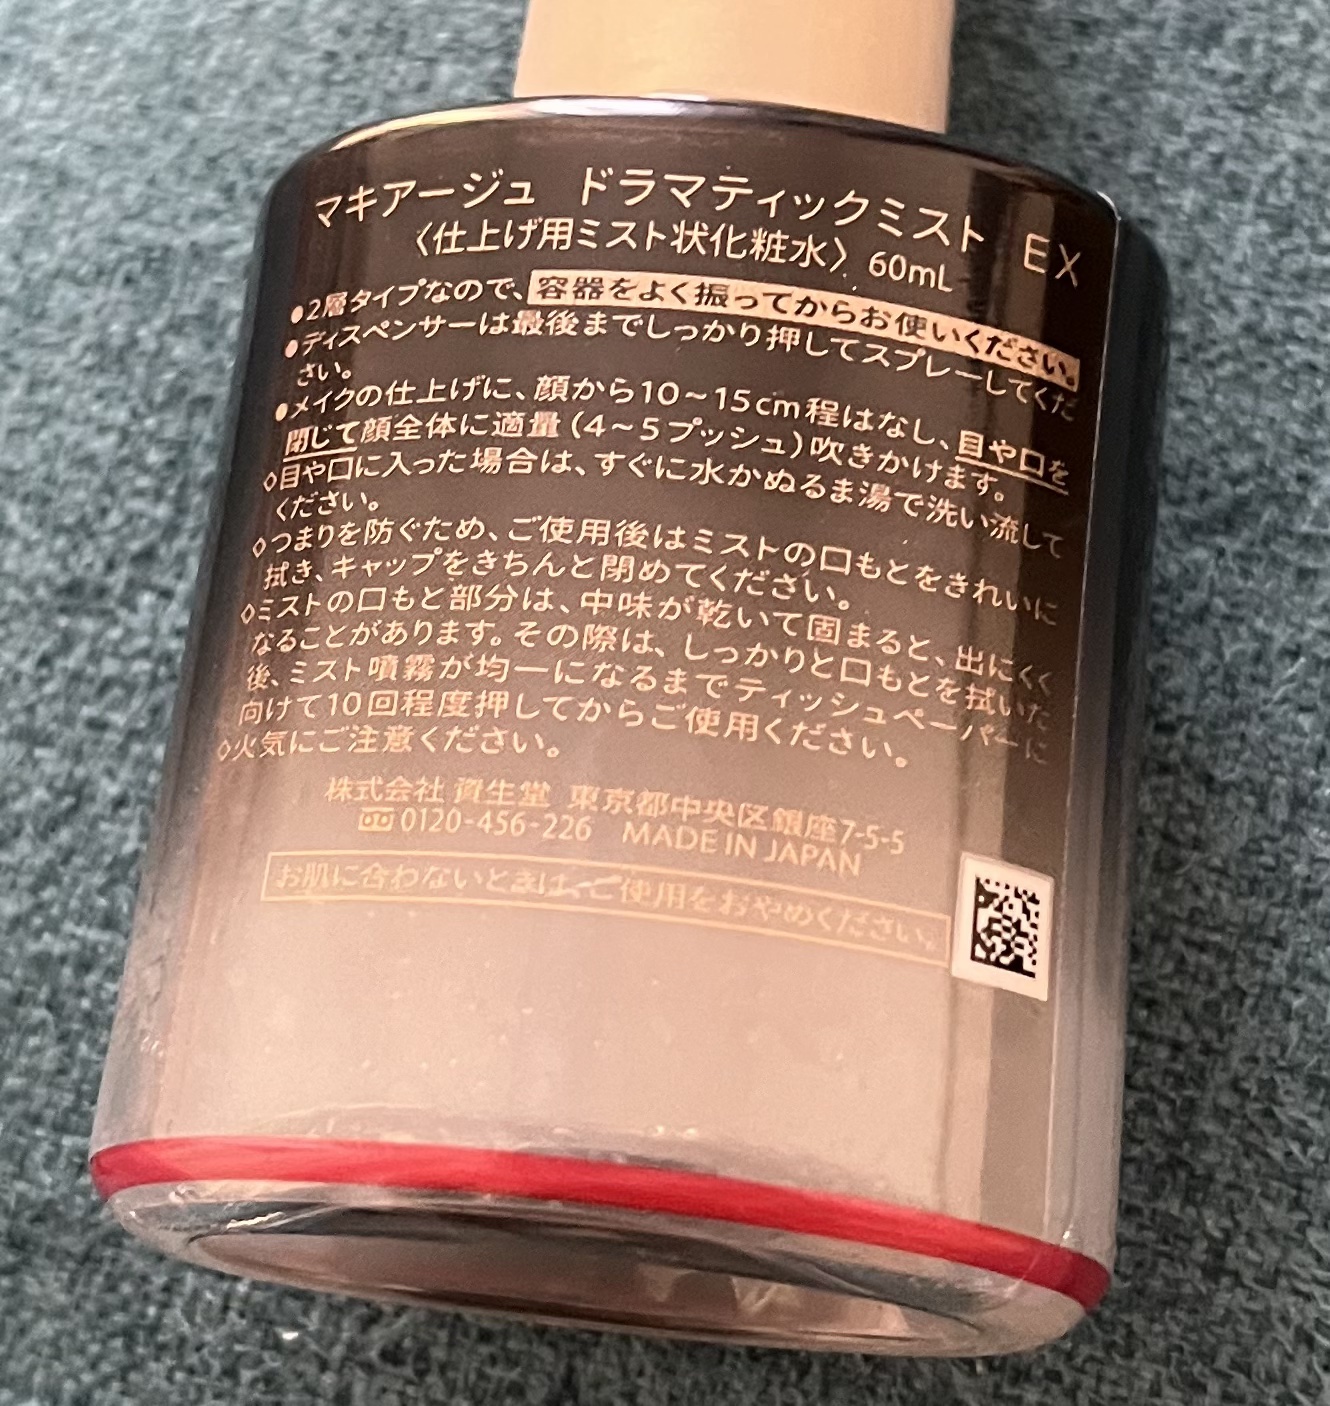 マキアージュ ドラマティックミスト EX
〈仕上げ用ミスト状化粧水〉60mL
●2層タイプなので、容器をよく振ってからお使いください。
●ディスペンサーは最後までしっかり押してスプレーしてくだ
さい。
●メイクの仕上げに、顔から10~15cm程はなし、目や口を
閉じて顔全体に適量(4~5プッシュ)吹きかけます。
◇目や口に入った場合は、すぐに水かぬるま湯で洗い流して
ください。
◇つまりを防ぐため、ご使用後はミストの口もとをきれいに
拭き、キャップをきちんと閉めてください。
◇ミストの口もと部分は、中味が乾いて固まると、出にくく
なることがあります。その際は、しっかりと口もとを拭いた
後、ミスト噴霧が均一になるまでティッシュペーパーに
向けて10回程度押してからご使用ください。
◇火気にご注意ください。
株式会社 資生堂 東京都中央区銀座7-5-5
0120-456-226 MADE IN JAPAN
お肌に合わないときは、ご使用をおやめください。